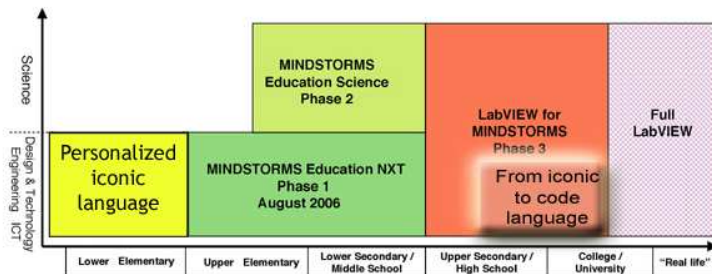 Science
Design & Technology
Engineering ICT
MINDSTORMS
Education Science
Phase 2
Personalized
iconic
language
MINDSTORMS Education NXT
Phase 1
August 2006
LabVIEW for
MINDSTORMS
Phase 3
From iconic
to code
language
Full
LabVIEW
Lower Elementary
Upper Elementary
Lower Secondary /
Middle School
Upper Secondary /
High School
College /
University
"Real life"